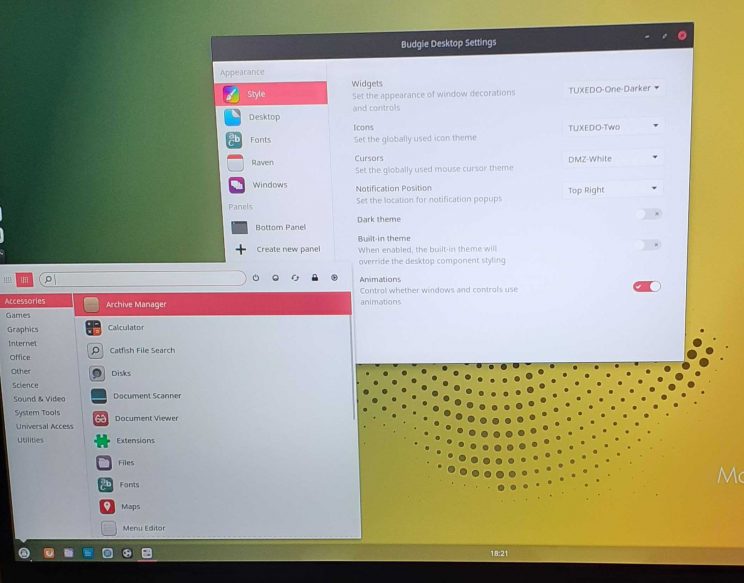 Budgie Desktop Settings
Appearance
Style
Desktop
Fonts
Raven
Windows
Panels
Bottom Panel
Create new panel
Widgets
Set the appearance of window decorations
and controls
TUXEDO-One-Darker
Icons
Set the globally used icon theme
TUXEDO-Two
Cursors
Set the globally used mouse cursor theme
DMZ-White
Notification Position
Set the location for notification popups
Top Right
Dark theme
Built-in theme
When enabled, the built-in theme will
override the desktop component styling
Animations
Control whether windows and controls use
animations
Accessories
Games
Graphics
Internet
Office
Other
Science
Sound & Video
System Tools
Universal Access
Utilities
Archive Manager
Calculator
Catfish File Search
Disks
Document Scanner
Document Viewer
Extensions
Files
Fonts
Maps
Menu Editor
18:21